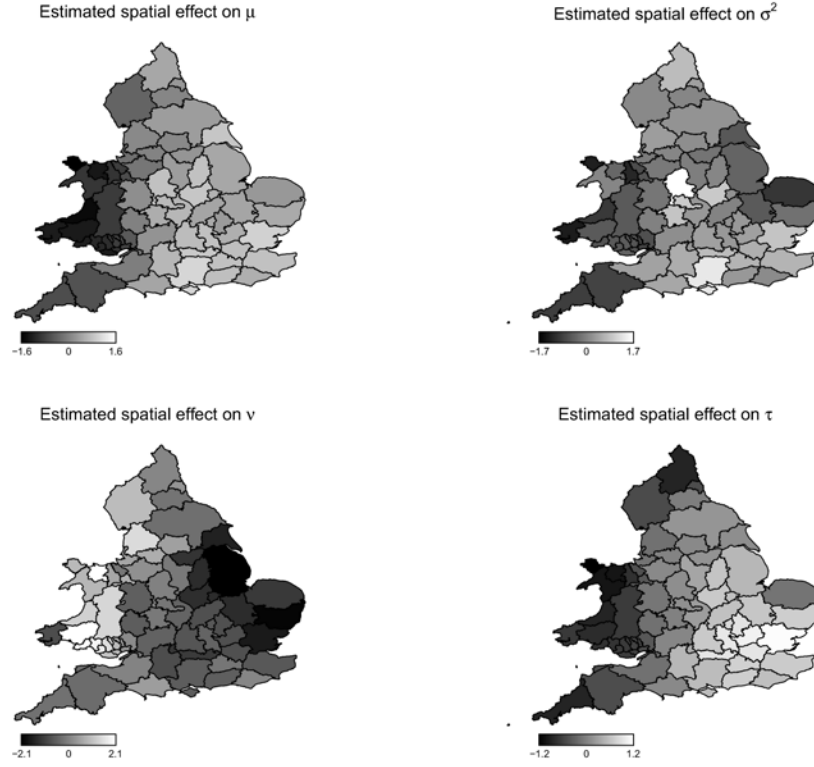 Estimated spatial effect on μ
Estimated spatial effect on σ²
−1.6 0 1.6
−1.7 0 1.7
Estimated spatial effect on ν
Estimated spatial effect on τ
−2.1 0 2.1
−1.2 0 1.2